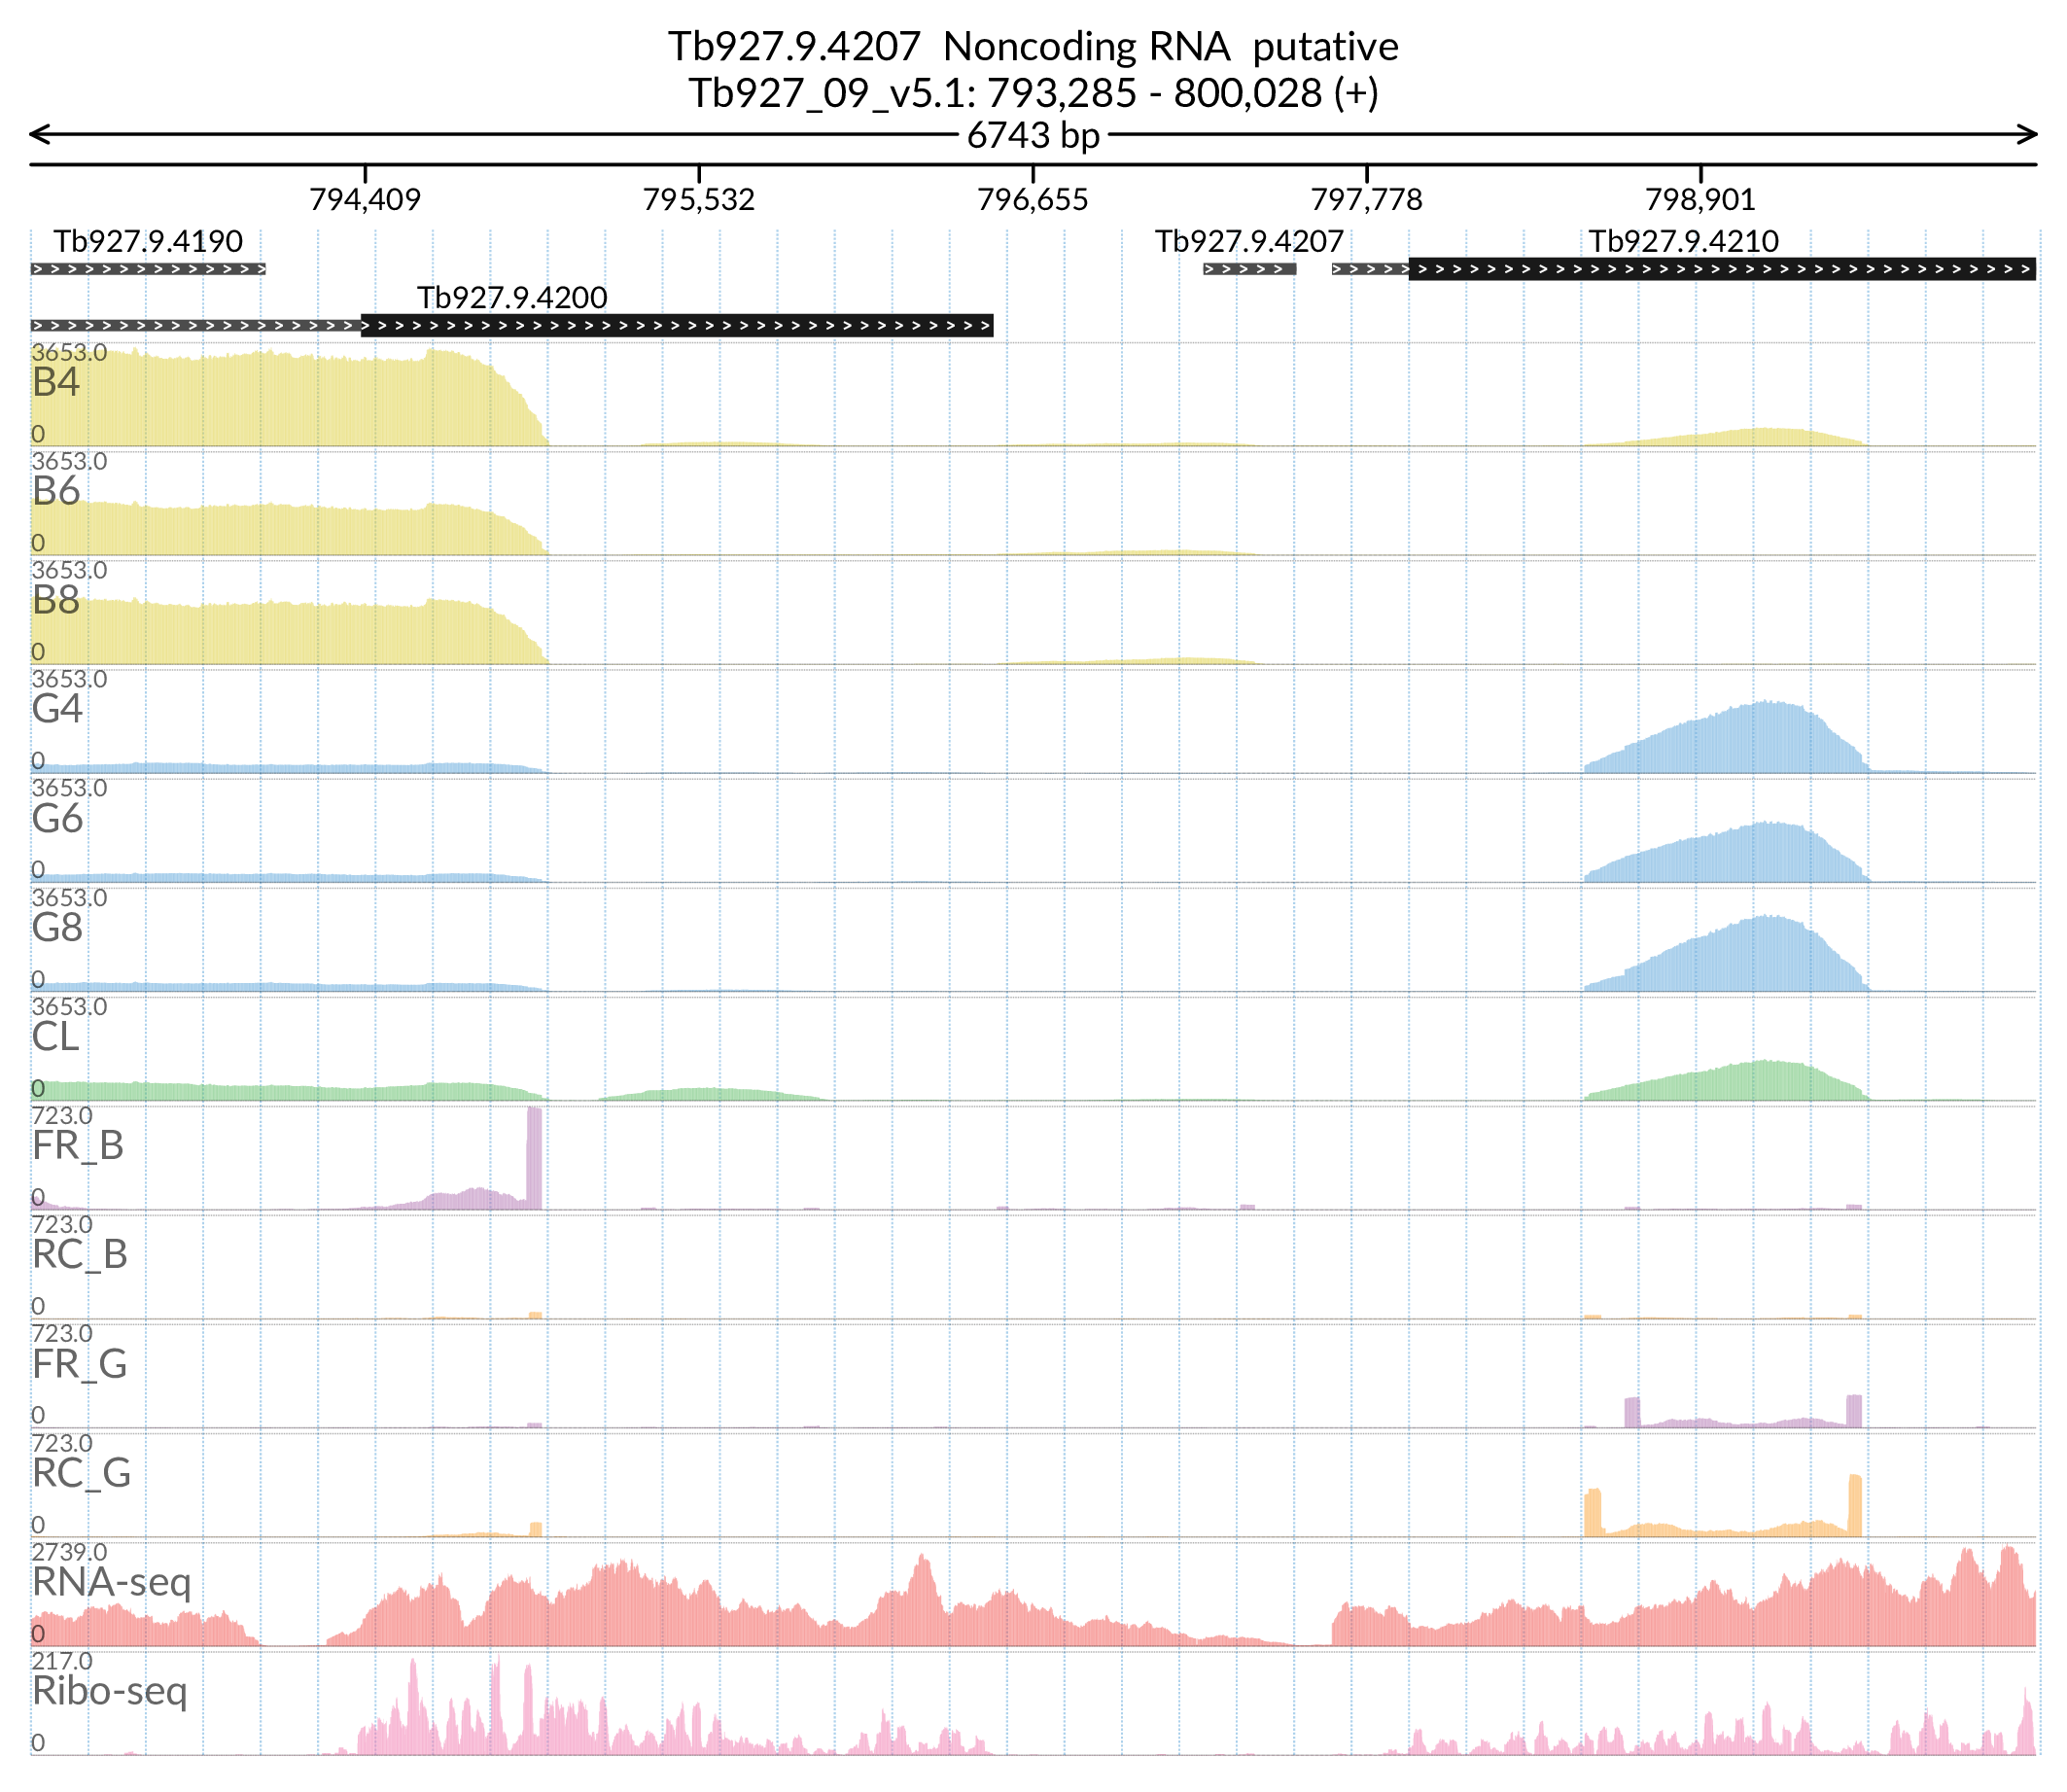 Tb927.9.4207 Noncoding RNA putative
Tb927_09_v5.1: 793,285 - 800,028 (+)
6743 bp
794,409 795,532 796,655 797,778 798,901
Tb927.9.4190 Tb927.9.4207 Tb927.9.4210
Tb927.9.4200
3653.0
B4
0
3653.0
B6
0
3653.0
B8
0
3653.0
G4
0
3653.0
G6
0
3653.0
G8
0
3653.0
CL
0
723.0
FR_B
0
723.0
RC_B
0
723.0
FR_G
0
723.0
RC_G
0
2739.0
RNA-seq
0
217.0
Ribo-seq
0